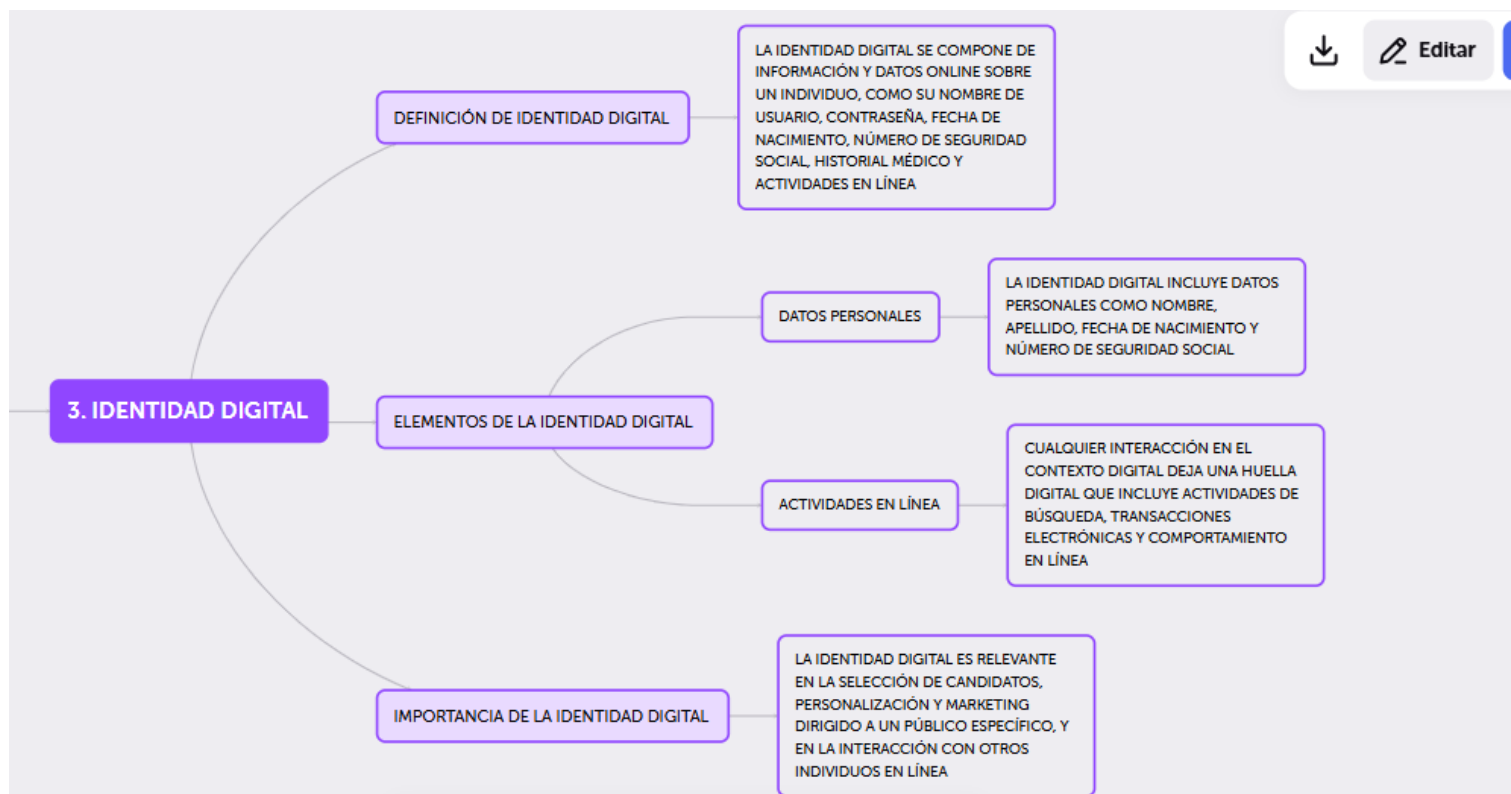 Editar
LA IDENTIDAD DIGITAL SE COMPONE DE
INFORMACIÓN Y DATOS ONLINE SOBRE
UN INDIVIDUO, COMO SU NOMBRE DE
USUARIO, CONTRASEÑA, FECHA DE
NACIMIENTO, NÚMERO DE SEGURIDAD
SOCIAL, HISTORIAL MÉDICO Y
ACTIVIDADES EN LÍNEA
DEFINICIÓN DE IDENTIDAD DIGITAL
LA IDENTIDAD DIGITAL INCLUYE DATOS
PERSONALES COMO NOMBRE,
APELLIDO, FECHA DE NACIMIENTO Y
NÚMERO DE SEGURIDAD SOCIAL
DATOS PERSONALES
3. IDENTIDAD DIGITAL
ELEMENTOS DE LA IDENTIDAD DIGITAL
CUALQUIER INTERACCIÓN EN EL
CONTEXTO DIGITAL DEJA UNA HUELLA
DIGITAL QUE INCLUYE ACTIVIDADES DE
BÚSQUEDA, TRANSACCIONES
ELECTRÓNICAS Y COMPORTAMIENTO
EN LÍNEA
ACTIVIDADES EN LÍNEA
LA IDENTIDAD DIGITAL ES RELEVANTE
EN LA SELECCIÓN DE CANDIDATOS,
PERSONALIZACIÓN Y MARKETING
DIRIGIDO A UN PÚBLICO ESPECÍFICO, Y
EN LA INTERACCIÓN CON OTROS
INDIVIDUOS EN LÍNEA
IMPORTANCIA DE LA IDENTIDAD DIGITAL